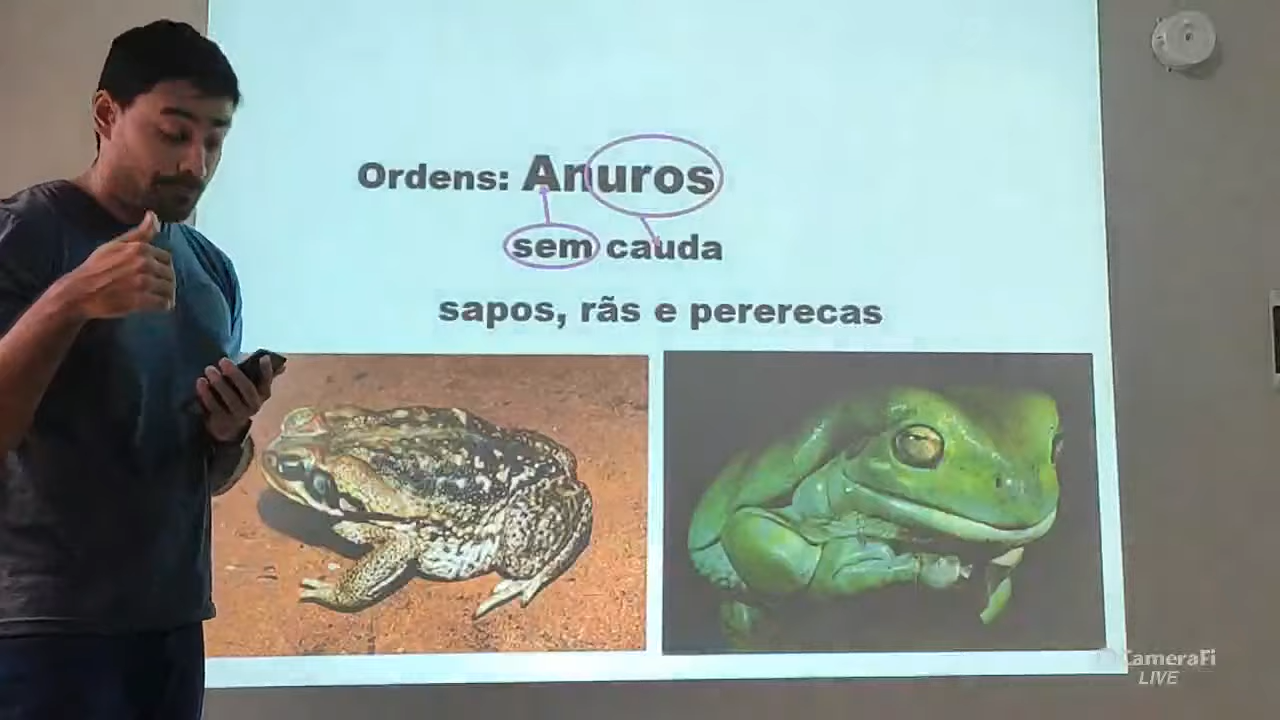 Ordens: Anuros
sem cauda
sapos, rãs e pererecas
CameraFi
LIVE